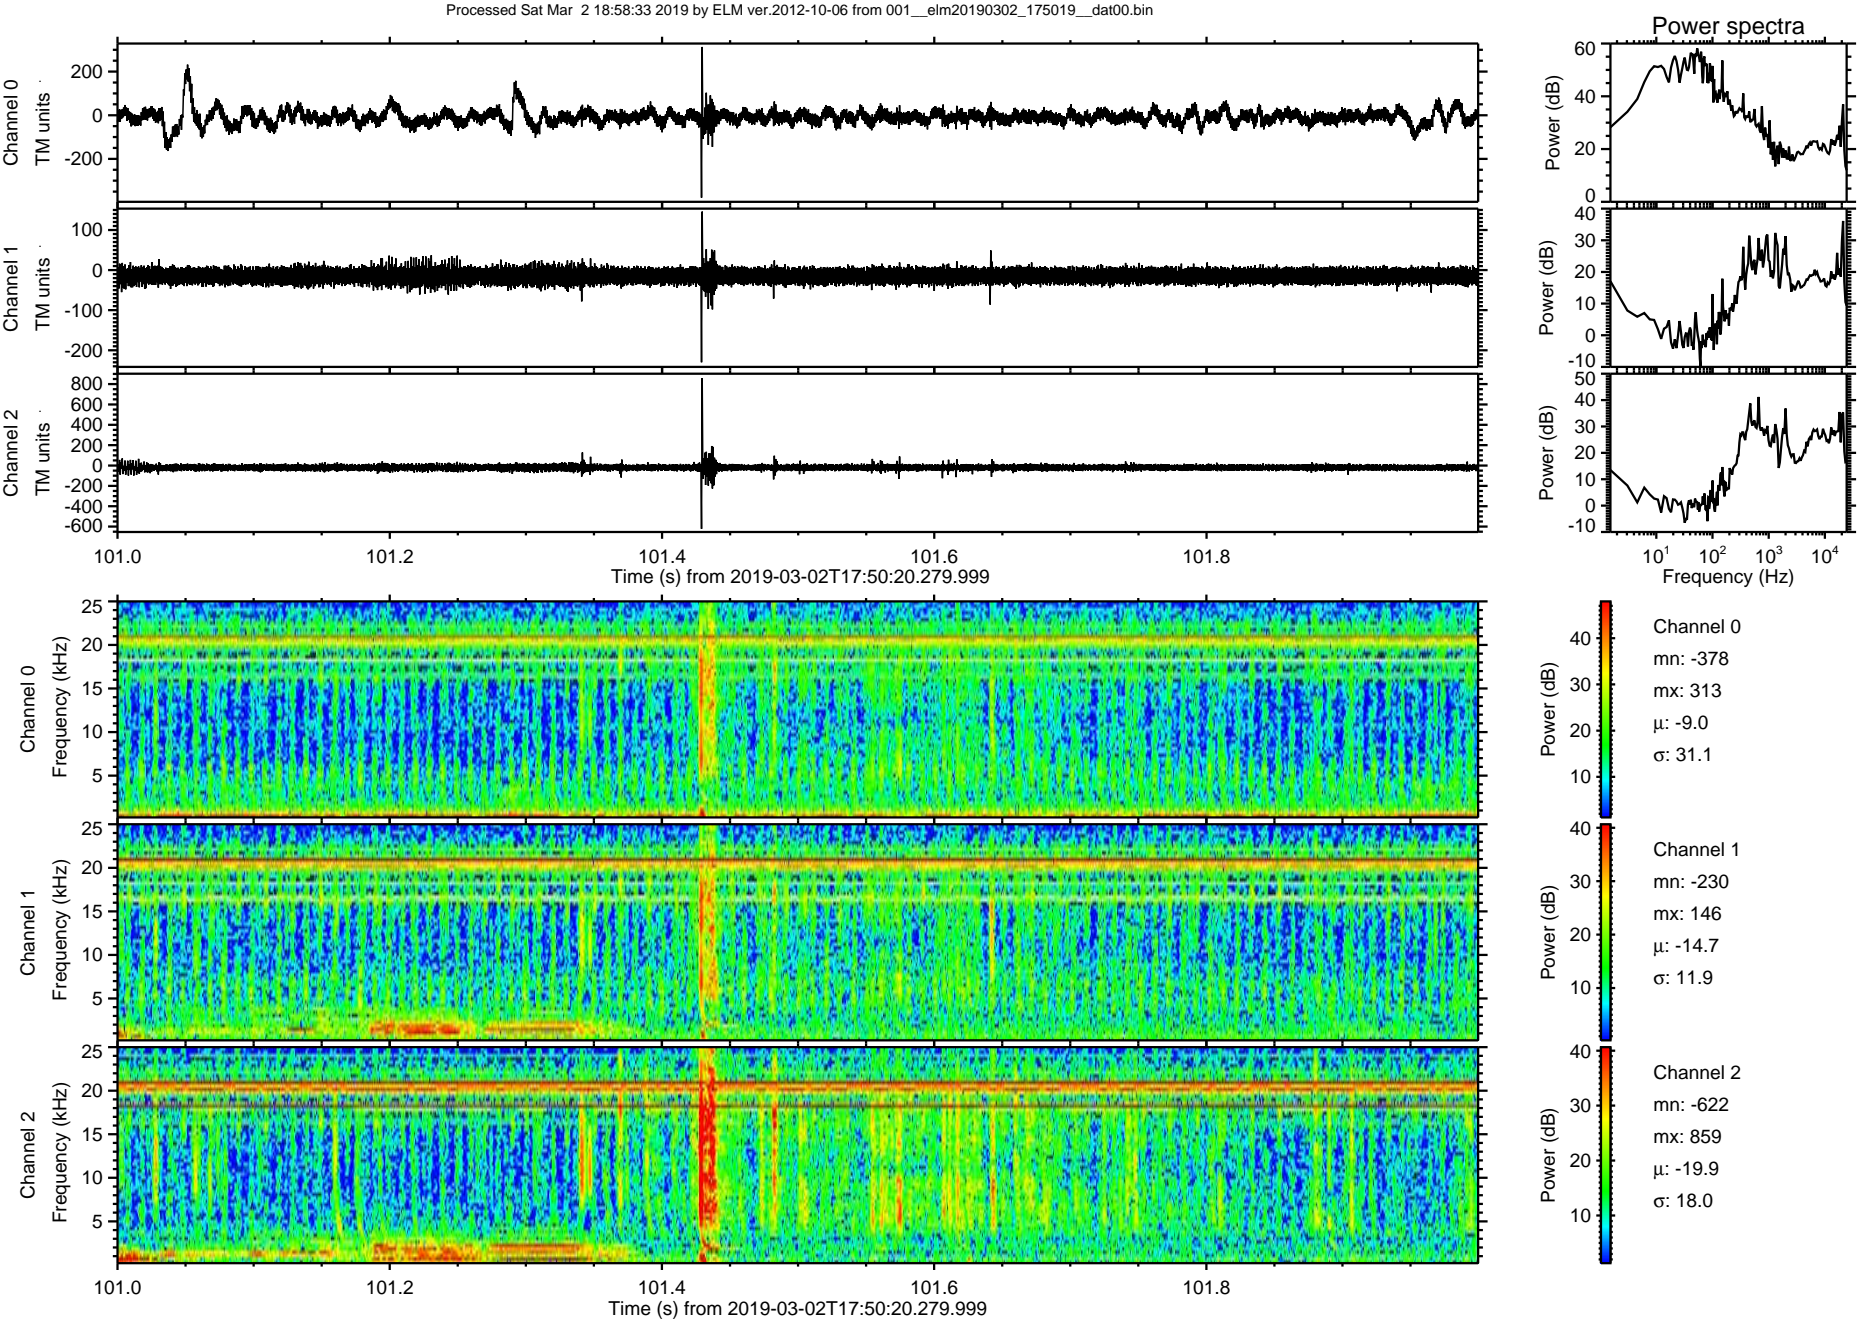 Processed Sat Mar  2 18:58:33 2019 by ELM ver.2012-10-06 from 001__elm20190302_175019__dat00.bin
Power spectra
Channel 0
TM units
200
0
-200
Power (dB)
60
40
20
0
Channel 1
TM units
100
0
-100
-200
Power (dB)
40
30
20
10
0
-10
Channel 2
TM units
800
600
400
200
0
-200
-400
-600
Power (dB)
50
40
30
20
10
0
-10
101.0 101.2 101.4 101.6 101.8
Time (s) from 2019-03-02T17:50:20.279.999
10¹ 10² 10³ 10⁴
Frequency (Hz)
Channel 0
Frequency (kHz)
25
20
15
10
5
Power (dB)
40
30
20
10
Channel 0
mn: -378
mx: 313
µ: -9.0
σ: 31.1
Channel 1
Frequency (kHz)
25
20
15
10
5
Power (dB)
40
30
20
10
Channel 1
mn: -230
mx: 146
µ: -14.7
σ: 11.9
Channel 2
Frequency (kHz)
25
20
15
10
5
Power (dB)
40
30
20
10
Channel 2
mn: -622
mx: 859
µ: -19.9
σ: 18.0
101.0 101.2 101.4 101.6 101.8
Time (s) from 2019-03-02T17:50:20.279.999